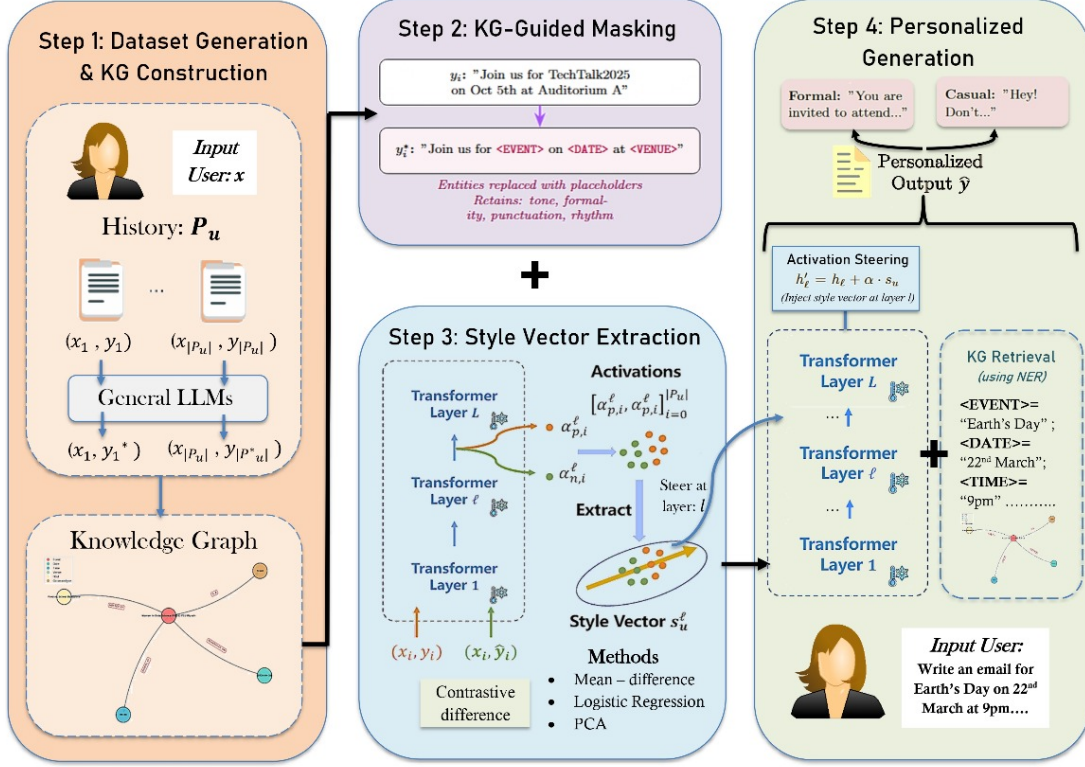 Step 1: Dataset Generation
& KG Construction
Input
User: x
History: P_u
...
(x_1 , y_1)
(x_{|P_u|} , y_{|P_u|} )
General LLMs
(x_1, y_1^* )
(x_{|P_u|} , y_{|P^*_u|} )
Knowledge Graph
Step 2: KG-Guided Masking
y_i: "Join us for TechTalk2025
on Oct 5th at Auditorium A"
y_i^*: "Join us for <EVENT> on <DATE> at <VENUE>"
Entities replaced with placeholders
Retains: tone, formal-
ity, punctuation, rhythm
+
Step 3: Style Vector Extraction
Transformer
Layer L
Transformer
Layer ℓ
Transformer
Layer 1
(x_i, y_i)
(x_i, ŷ_i)
Contrastive
difference
Activations
[α_{p,i}^ℓ, α_{p,i}^ℓ]_{i=0}^{|P_u|}
α_{p,i}^ℓ
α_{n,i}^ℓ
Extract
Steer at
layer: l
Style Vector s_u^ℓ
Methods
• Mean – difference
• Logistic Regression
• PCA
Step 4: Personalized
Generation
Formal: "You are
invited to attend..."
Casual: "Hey!
Don't..."
Personalized
Output ŷ
Activation Steering
h'_ℓ = h_ℓ + α · s_u
(Inject style vector at layer l)
Transformer
Layer L
...
Transformer
Layer ℓ
...
Transformer
Layer 1
+
KG Retrieval
(using NER)
<EVENT>=
"Earth's Day" ;
<DATE>=
"22nd March";
<TIME>=
"9pm" ...........
Input User:
Write an email for
Earth's Day on 22nd
March at 9pm....